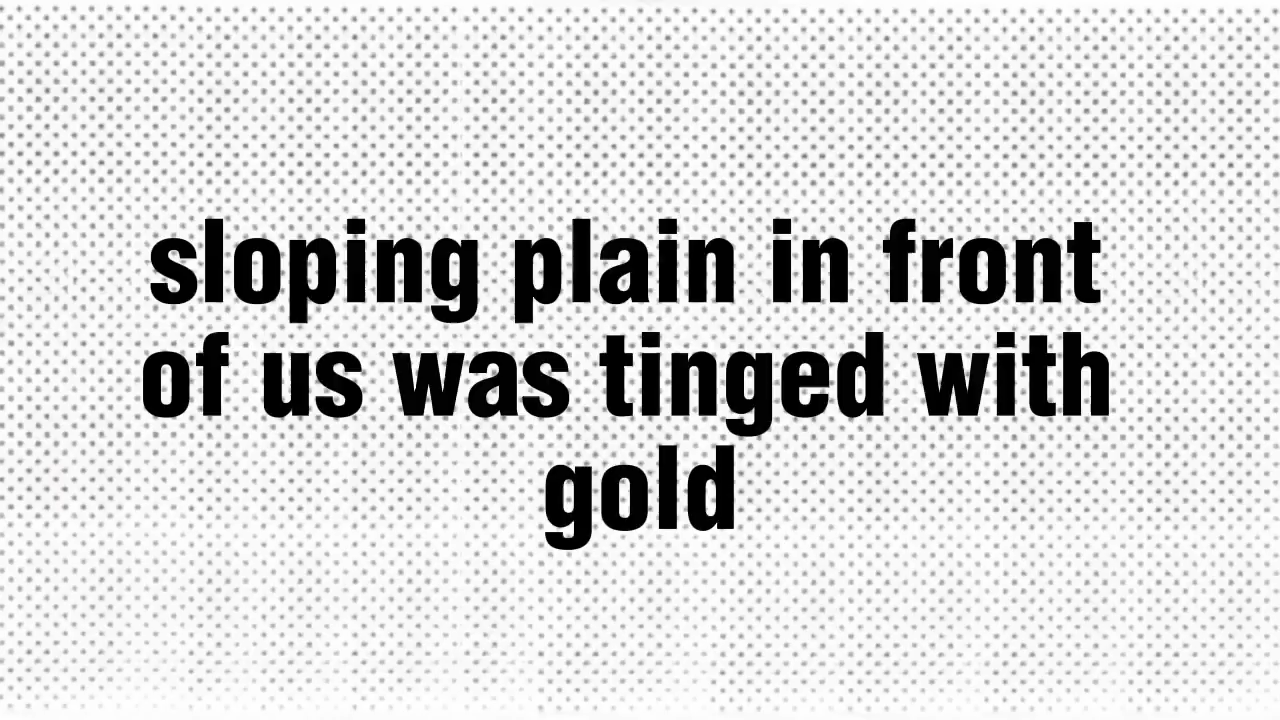 sloping plain in front
of us was tinged with
gold